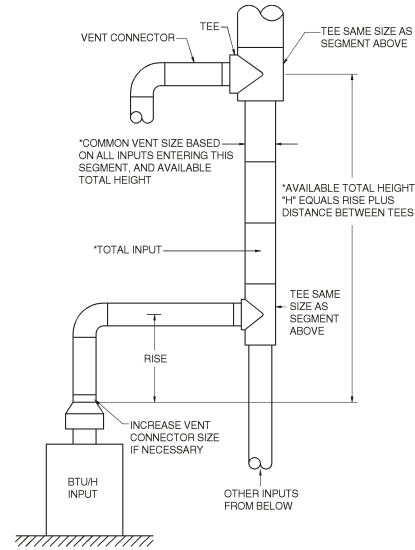 TEE
VENT CONNECTOR
TEE SAME SIZE AS
SEGMENT ABOVE
*COMMON VENT SIZE BASED
ON ALL INPUTS ENTERING THIS
SEGMENT, AND AVAILABLE
TOTAL HEIGHT
*AVAILABLE TOTAL HEIGHT
"H" EQUALS RISE PLUS
DISTANCE BETWEEN TEES
*TOTAL INPUT
TEE SAME
SIZE AS
SEGMENT
ABOVE
RISE
INCREASE VENT
CONNECTOR SIZE
IF NECESSARY
BTU/H
INPUT
OTHER INPUTS
FROM BELOW